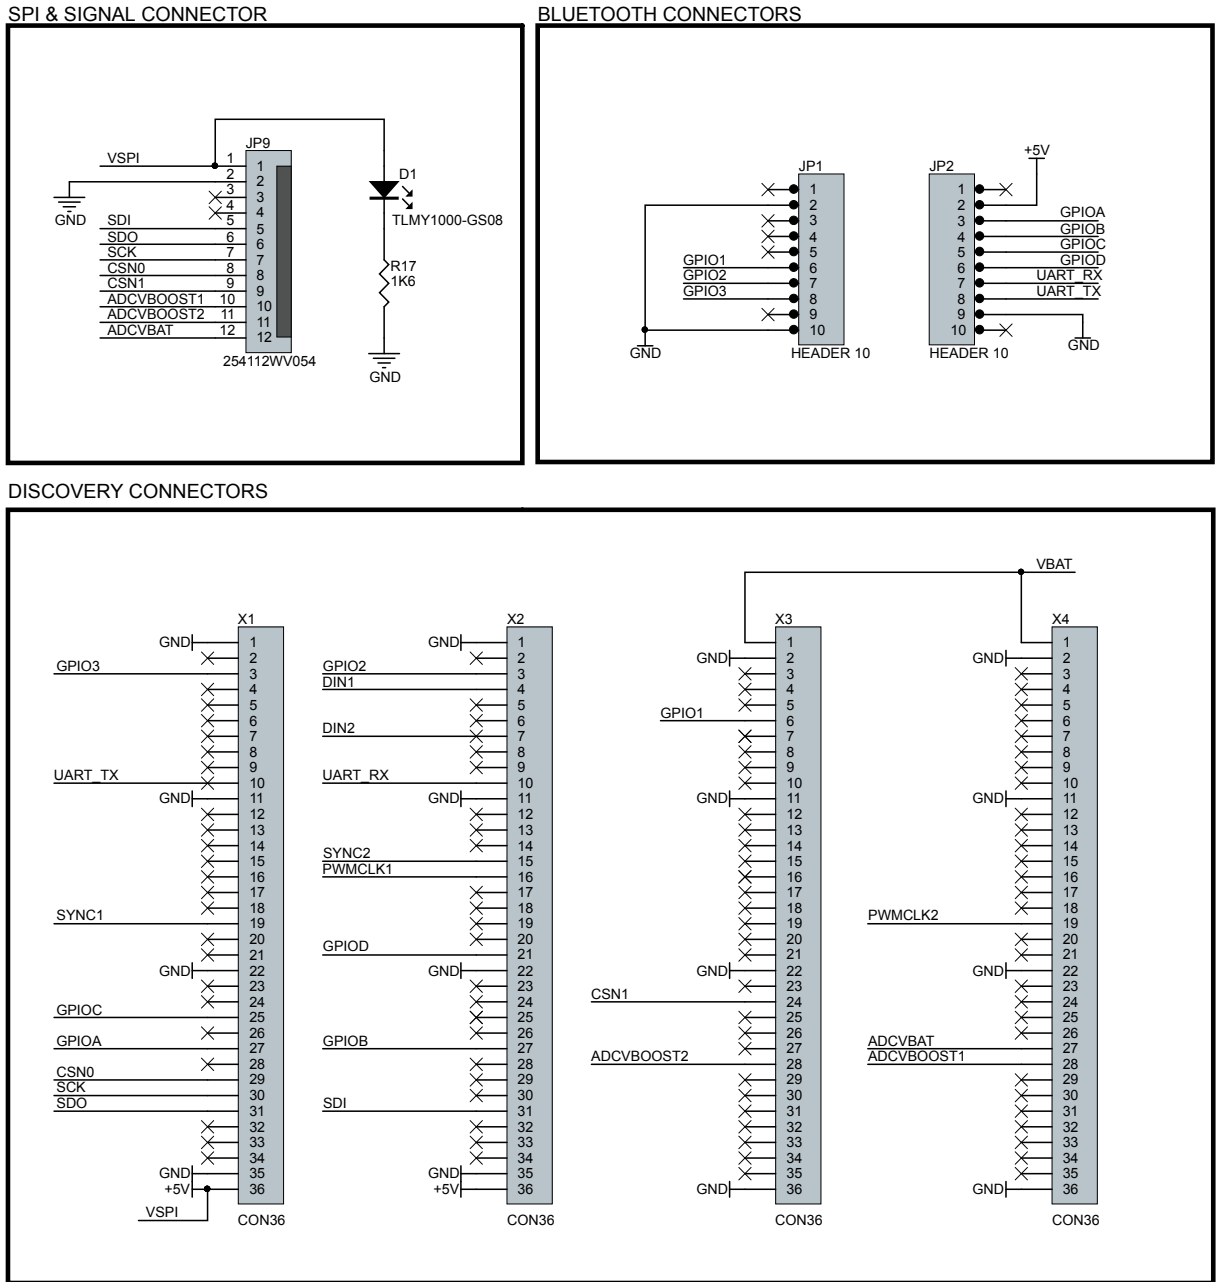 SPI & SIGNAL CONNECTOR
JP9
VSPI 1 1
2 2
3 3
4 4
GND
SDI 5 5
SDO 6 6
SCK 7 7
CSN0 8 8
CSN1 9 9
ADCVBOOST1 10 10
ADCVBOOST2 11 11
ADCVBAT 12 12
254112WV054
D1
TLMY1000-GS08
R17
1K6
GND
BLUETOOTH CONNECTORS
JP1
1
2
3
4
5
GPIO1 6
GPIO2 7
GPIO3 8
9
10
GND
HEADER 10
JP2
+5V
1
2
3 GPIOA
4 GPIOB
5 GPIOC
6 GPIOD
7 UART_RX
8 UART_TX
9
10
GND
HEADER 10
DISCOVERY CONNECTORS
X1
GND 1
2
GPIO3 3
4
5
6
7
8
9
UART_TX 10
GND 11
12
13
14
15
16
17
18
SYNC1 19
20
21
GND 22
23
24
GPIOC 25
26
GPIOA 27
28
CSN0 29
SCK 30
SDO 31
32
33
34
GND 35
+5V 36
VSPI
CON36
X2
GND 1
2
GPIO2 3
DIN1 4
5
6
DIN2 7
8
9
UART_RX 10
GND 11
12
13
14
SYNC2 15
PWMCLK1 16
17
18
19
20
GPIOD 21
GND 22
23
24
25
26
GPIOB 27
28
29
30
SDI 31
32
33
34
GND 35
+5V 36
CON36
VBAT
X3
1
GND 2
3
4
5
GPIO1 6
7
8
9
10
GND 11
12
13
14
15
16
17
18
19
20
21
GND 22
23
CSN1 24
25
26
27
ADCVBOOST2 28
29
30
31
32
33
34
35
GND 36
CON36
X4
1
GND 2
3
4
5
6
7
8
9
10
GND 11
12
13
14
15
16
17
18
PWMCLK2 19
20
21
GND 22
23
24
25
26
ADCVBAT 27
ADCVBOOST1 28
29
30
31
32
33
34
35
GND 36
CON36